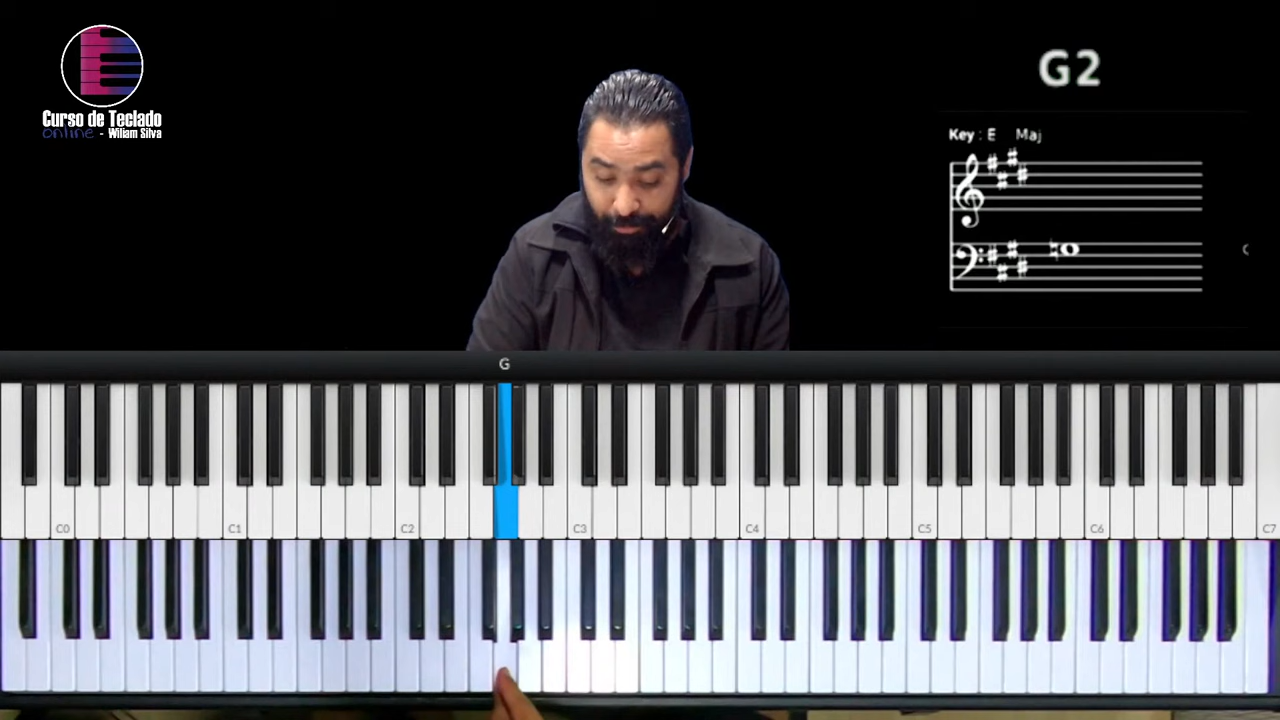 Curso de Teclado
online - Wiliam Silva
G2
Key : E Maj
G
C0 C1 C2 C3 C4 C5 C6 C7